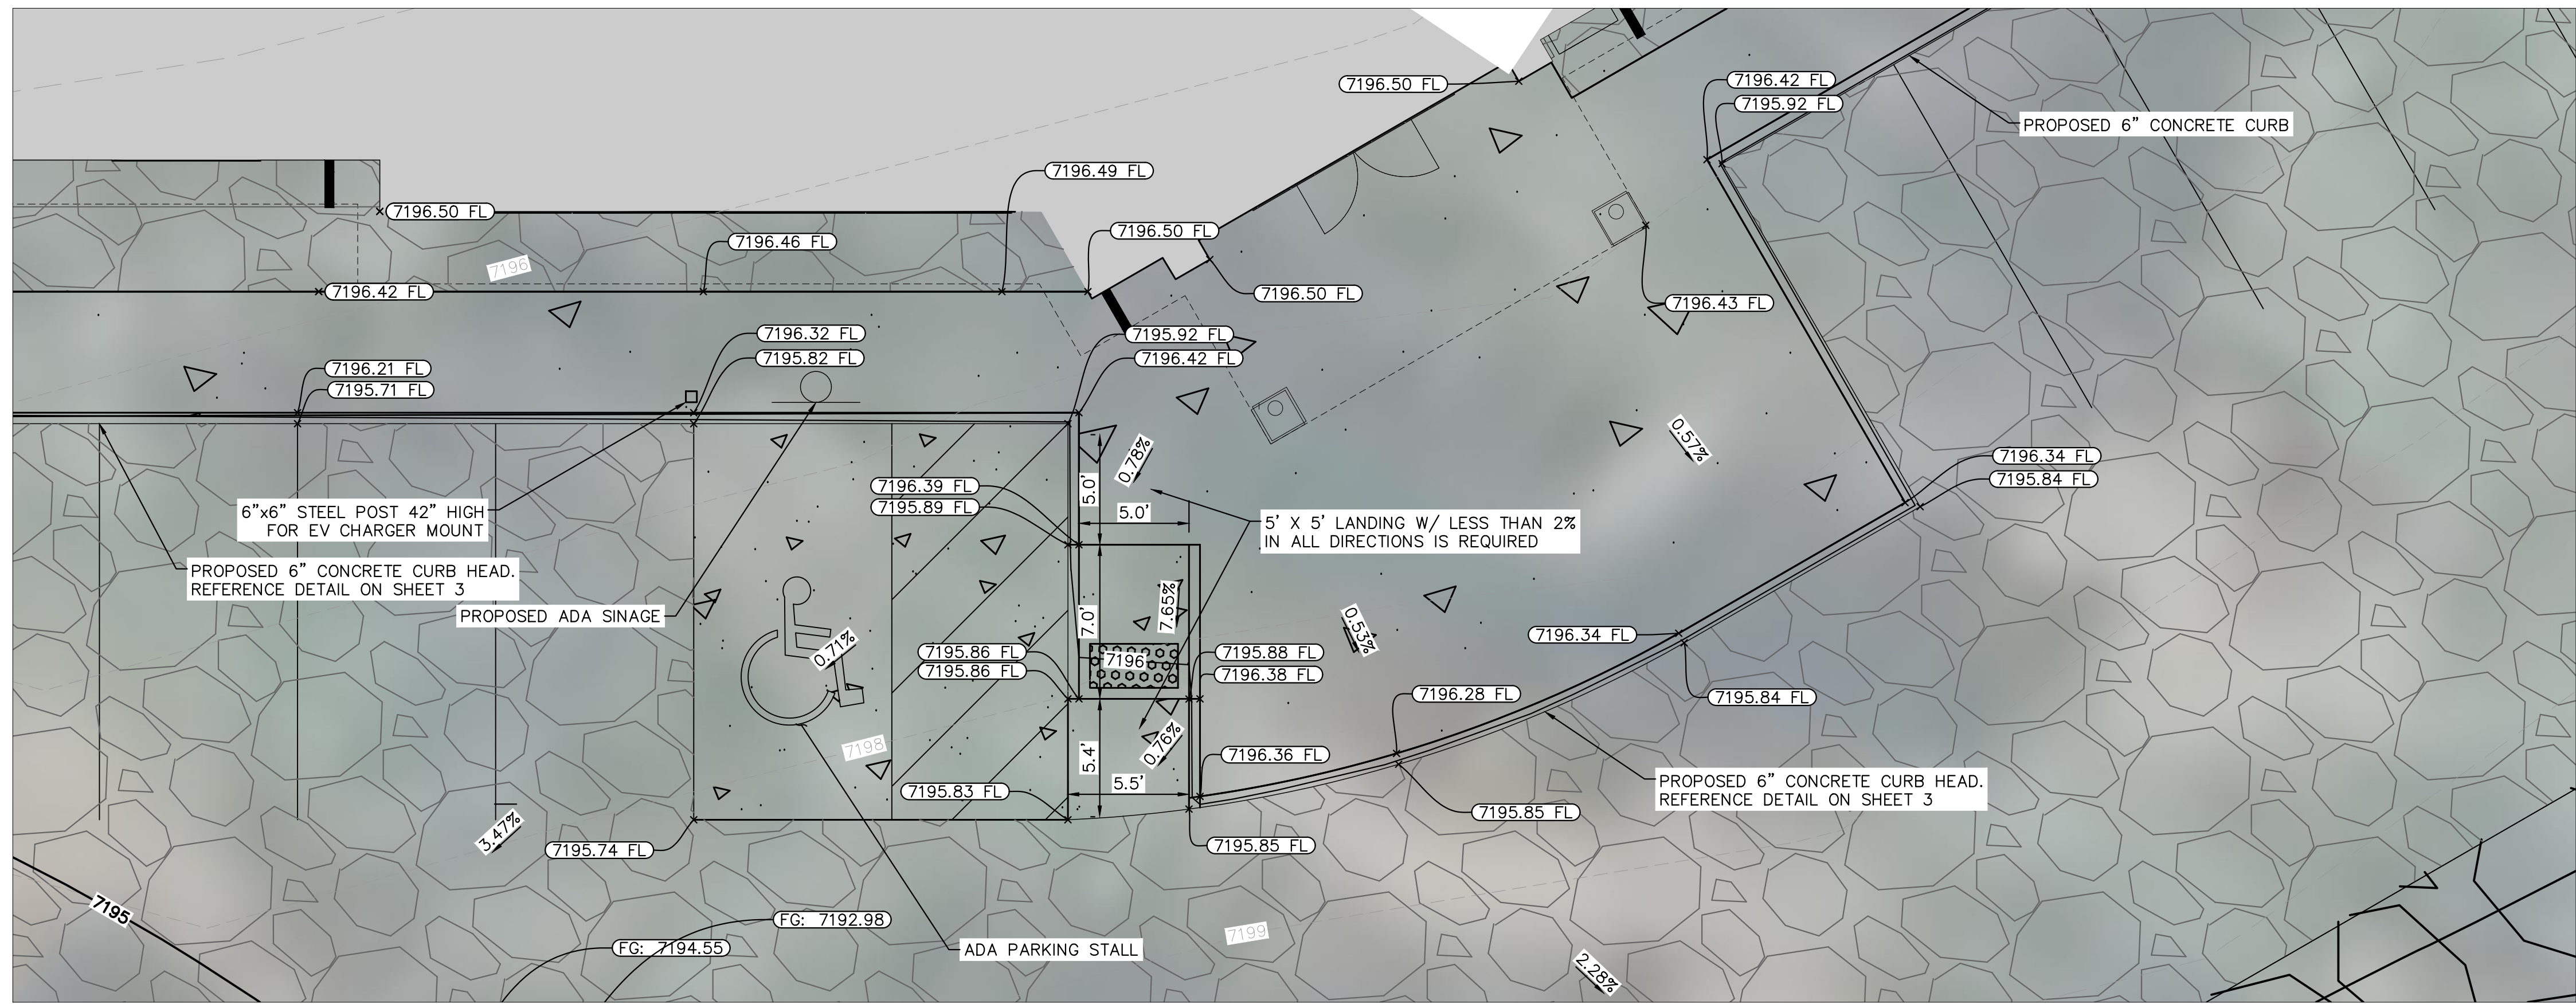 7196.50 FL
7196.42 FL
7195.92 FL
PROPOSED 6" CONCRETE CURB
7196.49 FL
7196.50 FL
7196.46 FL
7196.50 FL
7196
7196.42 FL
7196.50 FL
7196.43 FL
7196.32 FL
7195.82 FL
7195.92 FL
7196.42 FL
7196.21 FL
7195.71 FL
0.78%
0.57%
7196.34 FL
7195.84 FL
7196.39 FL
7195.89 FL
5.0'
5.0'
6"x6" STEEL POST 42" HIGH
FOR EV CHARGER MOUNT
5' X 5' LANDING W/ LESS THAN 2%
IN ALL DIRECTIONS IS REQUIRED
PROPOSED 6" CONCRETE CURB HEAD.
REFERENCE DETAIL ON SHEET 3
PROPOSED ADA SINAGE
7.0'
7.65%
0.53%
0.71%
7195.86 FL
7195.86 FL
7196
7195.88 FL
7196.38 FL
7196.34 FL
7195.84 FL
7196.28 FL
7198
5.4'
0.76%
5.5'
7196.36 FL
7195.83 FL
7195.85 FL
PROPOSED 6" CONCRETE CURB HEAD.
REFERENCE DETAIL ON SHEET 3
3.47%
7195.74 FL
7195.85 FL
7195
FG: 7192.98
FG: 7194.55
ADA PARKING STALL
7199
2.28%